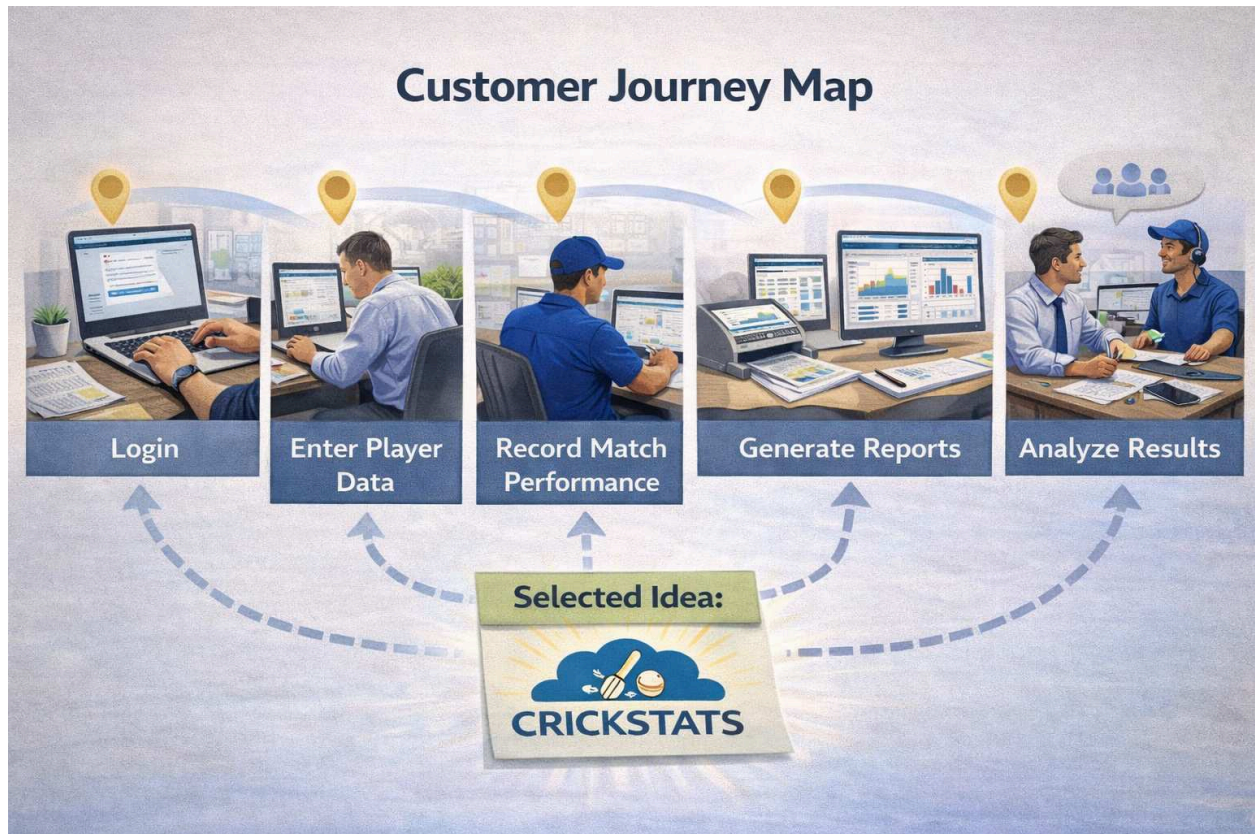 Customer Journey Map
Login
Enter Player
Data
Record Match
Performance
Generate Reports
Analyze Results
Selected Idea:
CRICKSTATS